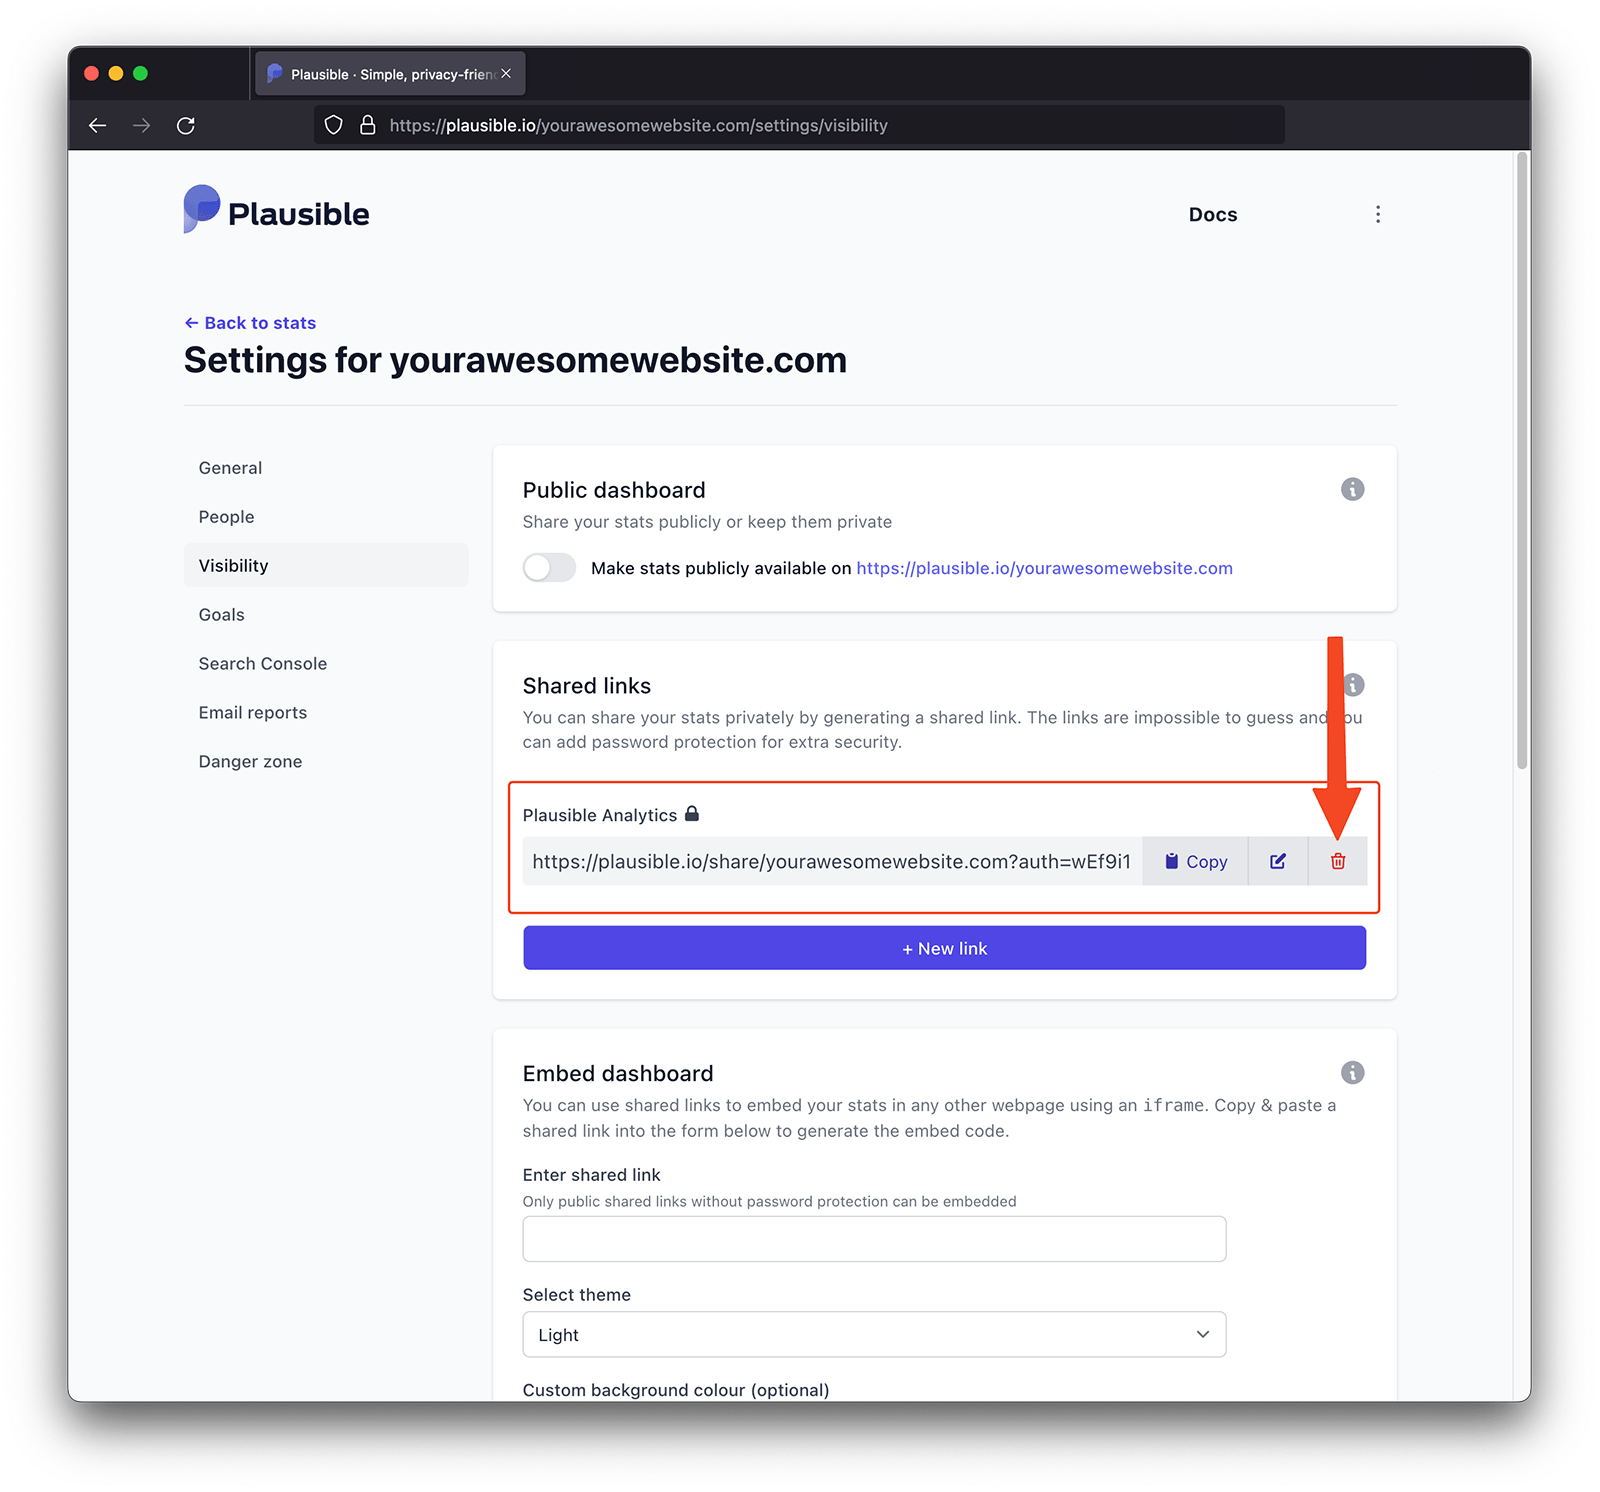 Plausible · Simple, privacy-frien
https://plausible.io/yourawesomewebsite.com/settings/visibility
Plausible
Docs
← Back to stats
Settings for yourawesomewebsite.com
General
People
Visibility
Goals
Search Console
Email reports
Danger zone
Public dashboard
Share your stats publicly or keep them private
Make stats publicly available on https://plausible.io/yourawesomewebsite.com
Shared links
You can share your stats privately by generating a shared link. The links are impossible to guess and you
can add password protection for extra security.
Plausible Analytics
https://plausible.io/share/yourawesomewebsite.com?auth=wEf9i1
Copy
+ New link
Embed dashboard
You can use shared links to embed your stats in any other webpage using an iframe. Copy & paste a
shared link into the form below to generate the embed code.
Enter shared link
Only public shared links without password protection can be embedded
Select theme
Light
Custom background colour (optional)